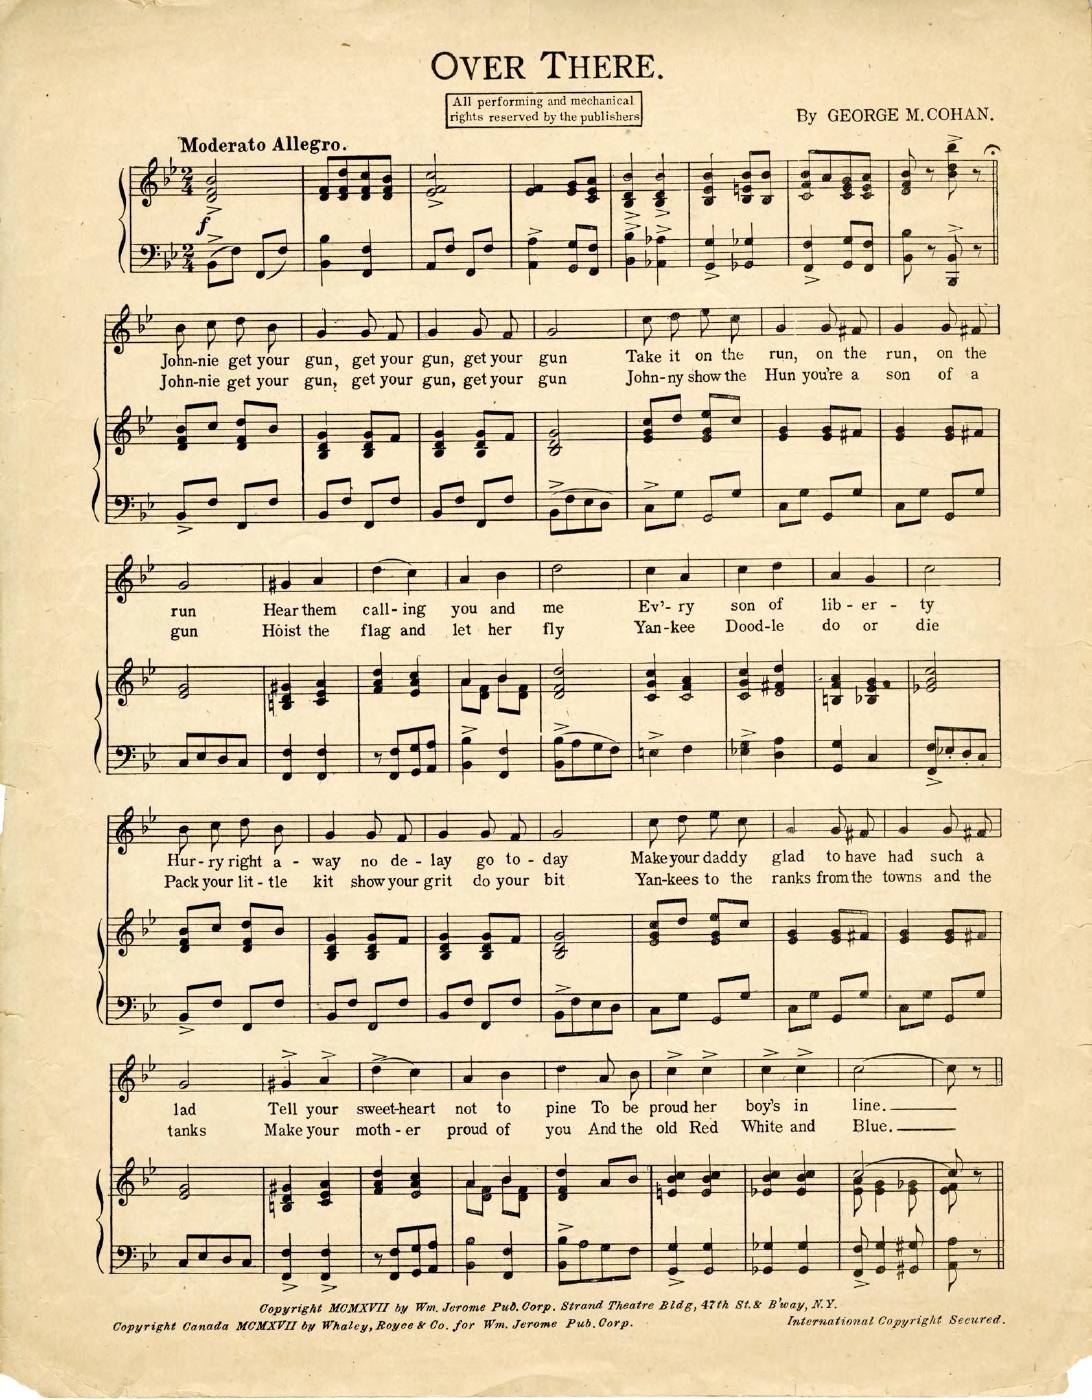 OVER THERE.
All performing and mechanical
rights reserved by the publishers
By GEORGE M. COHAN.
Moderato Allegro.
f
John-nie get your gun, get your gun, get your gun Take it on the run, on the run, on the
John-nie get your gun, get your gun, get your gun John-ny show the Hun you're a son of a
run Hear them call-ing you and me Ev'-ry son of lib-er-ty
gun Hoist the flag and let her fly Yan-kee Dood-le do or die
Hur-ry right a-way no de-lay go to-day Make your daddy glad to have had such a
Pack your lit-tle kit show your grit do your bit Yan-kees to the ranks from the towns and the
lad Tell your sweet-heart not to pine To be proud her boy's in line.
tanks Make your moth-er proud of you And the old Red White and Blue.
Copyright MCMXVII by Wm. Jerome Pub. Corp. Strand Theatre Bldg, 47th St. & B'way, N.Y.
Copyright Canada MCMXVII by Whaley, Royce & Co. for Wm. Jerome Pub. Corp.
International Copyright Secured.